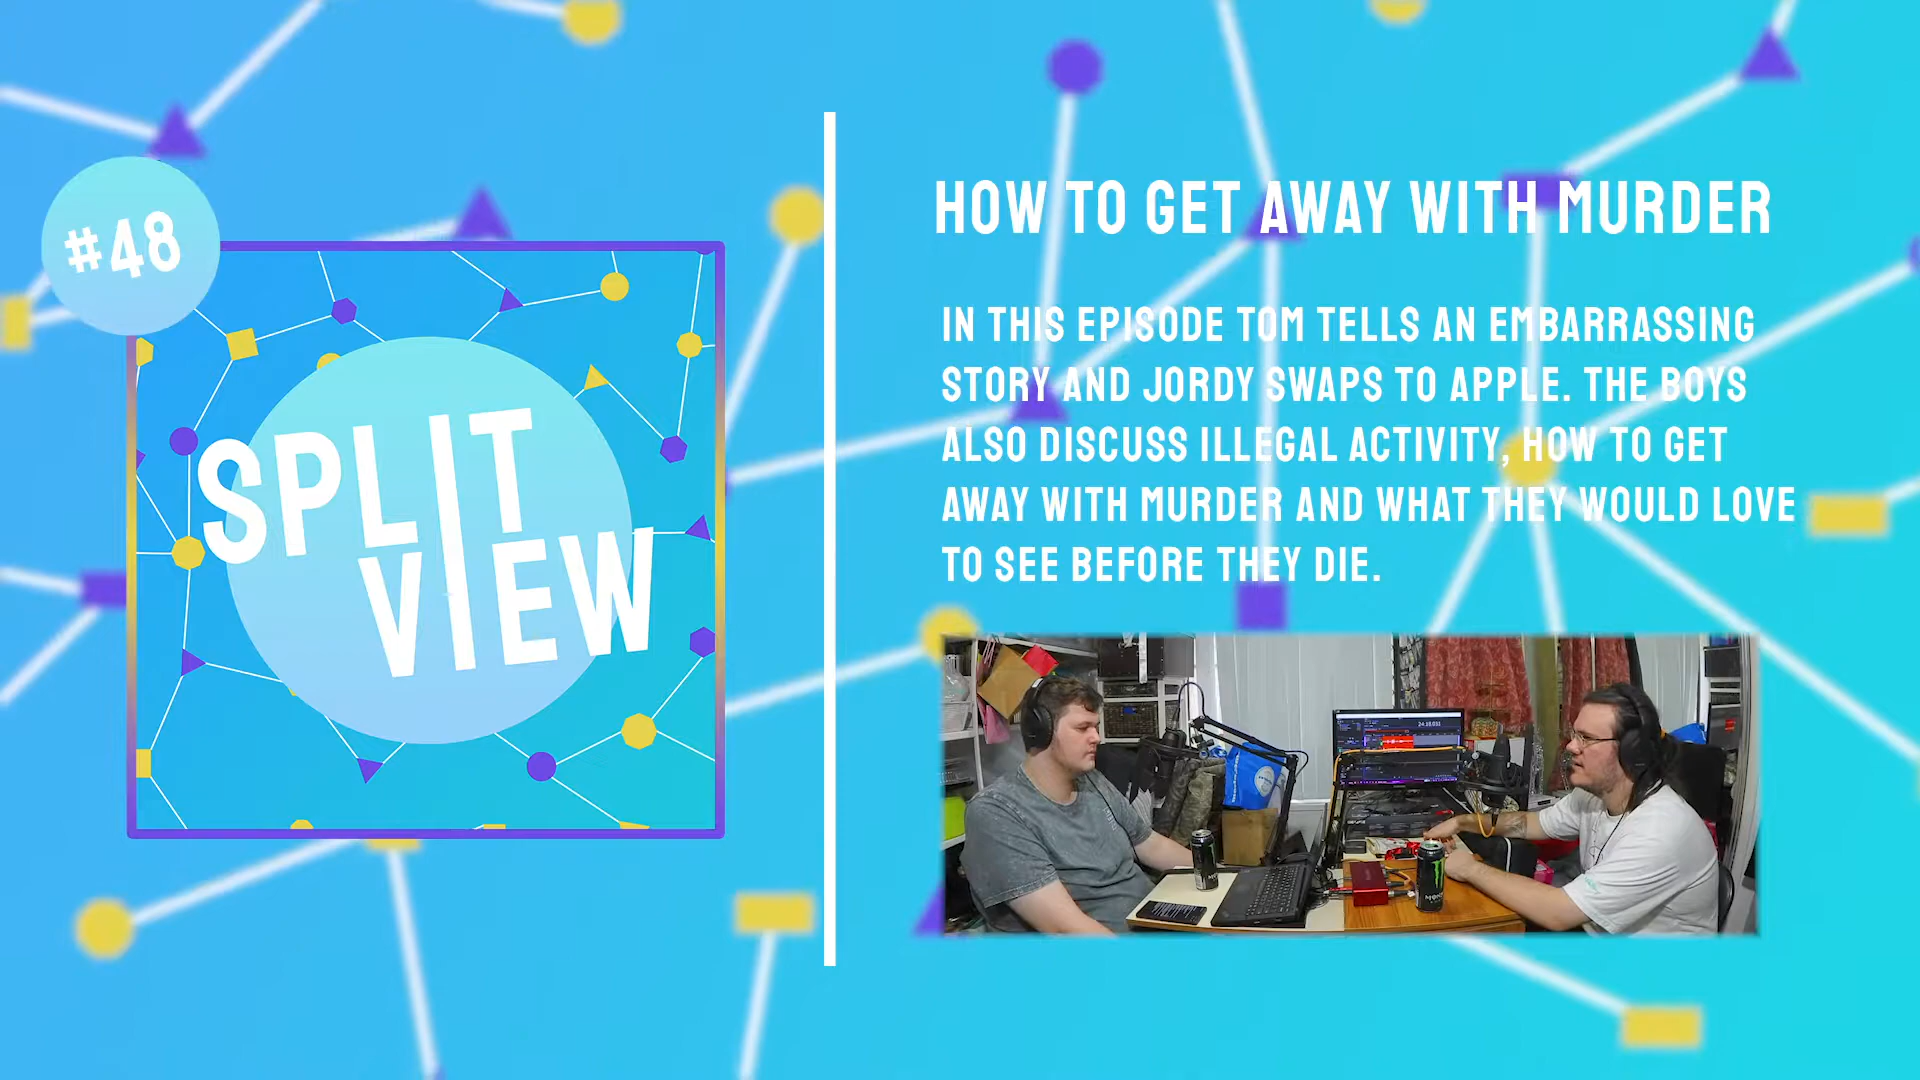 #48
SPLIT
VIEW
HOW TO GET AWAY WITH MURDER
IN THIS EPISODE TOM TELLS AN EMBARRASSING
STORY AND JORDY SWAPS TO APPLE. THE BOYS
ALSO DISCUSS ILLEGAL ACTIVITY, HOW TO GET
AWAY WITH MURDER AND WHAT THEY WOULD LOVE
TO SEE BEFORE THEY DIE.